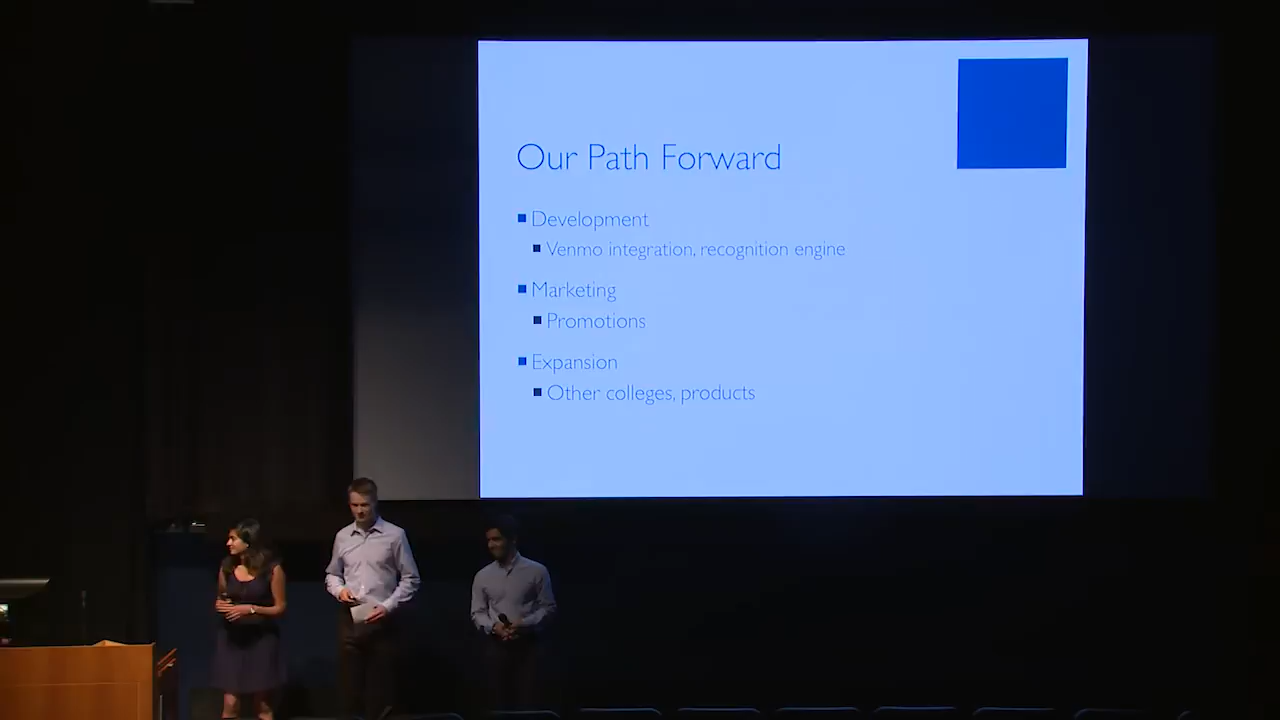 Our Path Forward
Development
Venmo integration, recognition engine
Marketing
Promotions
Expansion
Other colleges, products